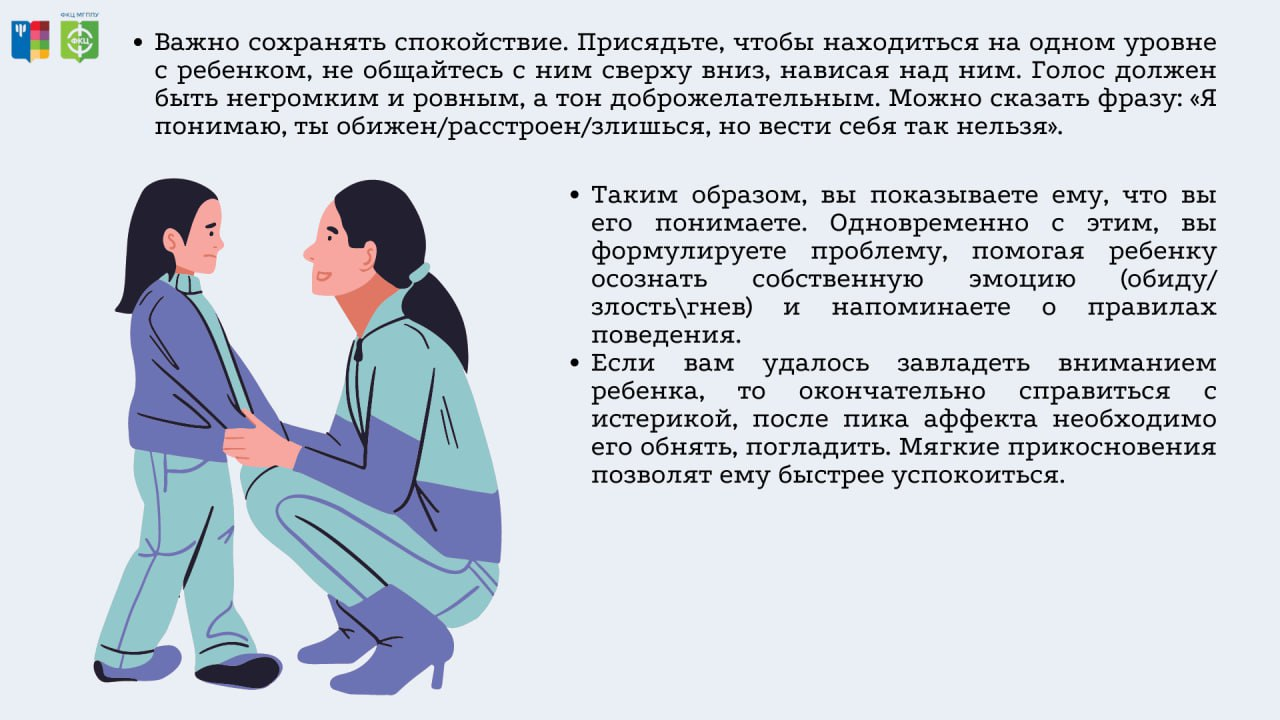 ФКЦ МГППУ
ФКЦ
• Важно сохранять спокойствие. Присядьте, чтобы находиться на одном уровне
с ребенком, не общайтесь с ним сверху вниз, нависая над ним. Голос должен
быть негромким и ровным, а тон доброжелательным. Можно сказать фразу: «Я
понимаю, ты обижен/расстроен/злишься, но вести себя так нельзя».
• Таким образом, вы показываете ему, что вы
его понимаете. Одновременно с этим, вы
формулируете проблему, помогая ребенку
осознать собственную эмоцию (обиду/
злость\гнев) и напоминаете о правилах
поведения.
• Если вам удалось завладеть вниманием
ребенка, то окончательно справиться с
истерикой, после пика аффекта необходимо
его обнять, погладить. Мягкие прикосновения
позволят ему быстрее успокоиться.